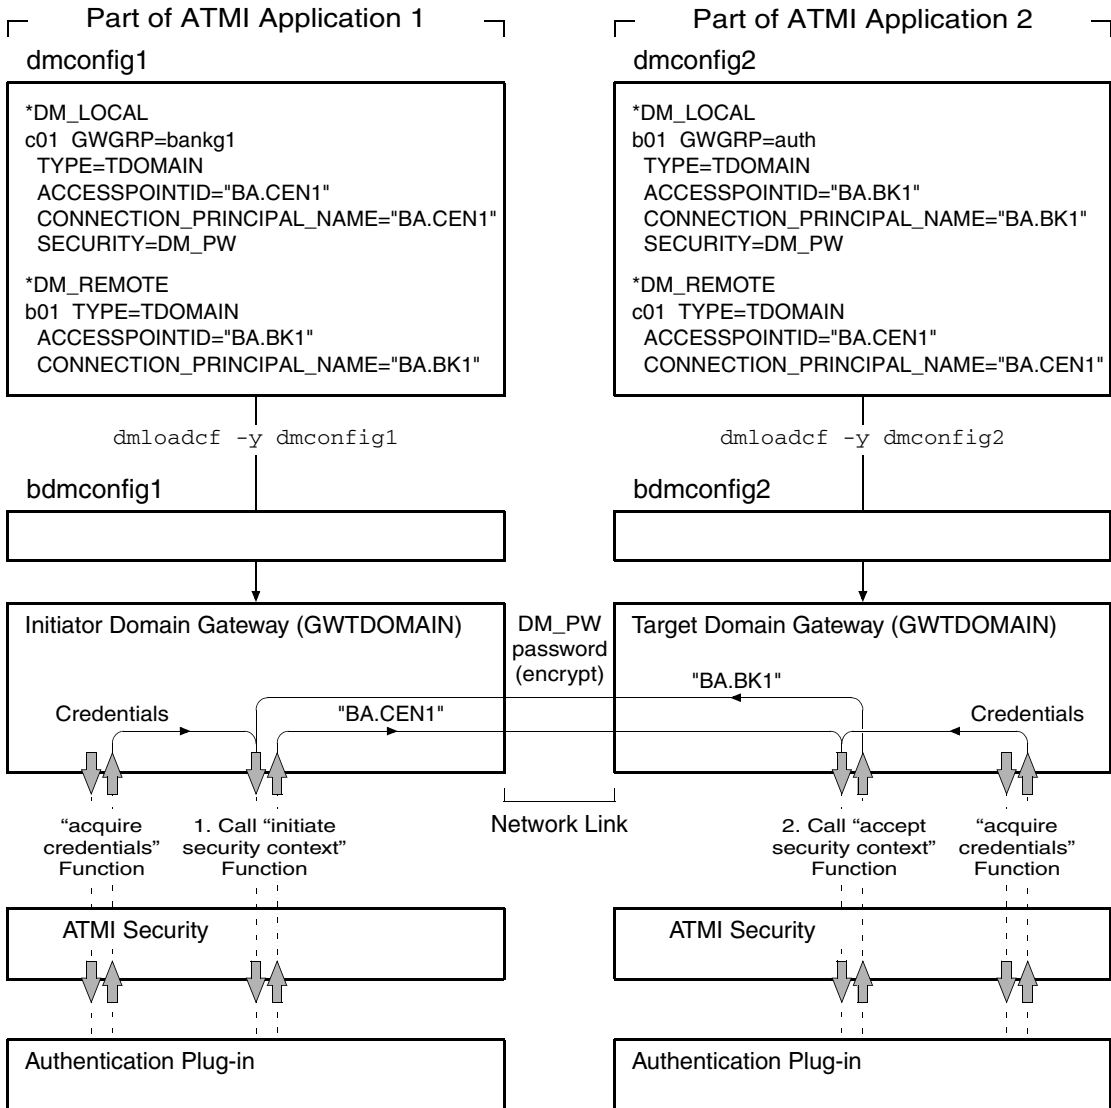 Part of ATMI Application 1
dmconfig1
*DM_LOCAL
c01 GWGRP=bankg1
TYPE=TDOMAIN
ACCESSPOINTID="BA.CEN1"
CONNECTION_PRINCIPAL_NAME="BA.CEN1"
SECURITY=DM_PW
*DM_REMOTE
b01 TYPE=TDOMAIN
ACCESSPOINTID="BA.BK1"
CONNECTION_PRINCIPAL_NAME="BA.BK1"
dmloadcf -y dmconfig1
bdmconfig1
Part of ATMI Application 2
dmconfig2
*DM_LOCAL
b01 GWGRP=auth
TYPE=TDOMAIN
ACCESSPOINTID="BA.BK1"
CONNECTION_PRINCIPAL_NAME="BA.BK1"
SECURITY=DM_PW
*DM_REMOTE
c01 TYPE=TDOMAIN
ACCESSPOINTID="BA.CEN1"
CONNECTION_PRINCIPAL_NAME="BA.CEN1"
dmloadcf -y dmconfig2
bdmconfig2
Initiator Domain Gateway (GWTDOMAIN)
Credentials
"BA.CEN1"
DM_PW
password
(encrypt)
Target Domain Gateway (GWTDOMAIN)
"BA.BK1"
Credentials
“acquire
credentials”
Function
1. Call “initiate
security context”
Function
Network Link
2. Call “accept
security context”
Function
“acquire
credentials”
Function
ATMI Security
ATMI Security
Authentication Plug-in
Authentication Plug-in